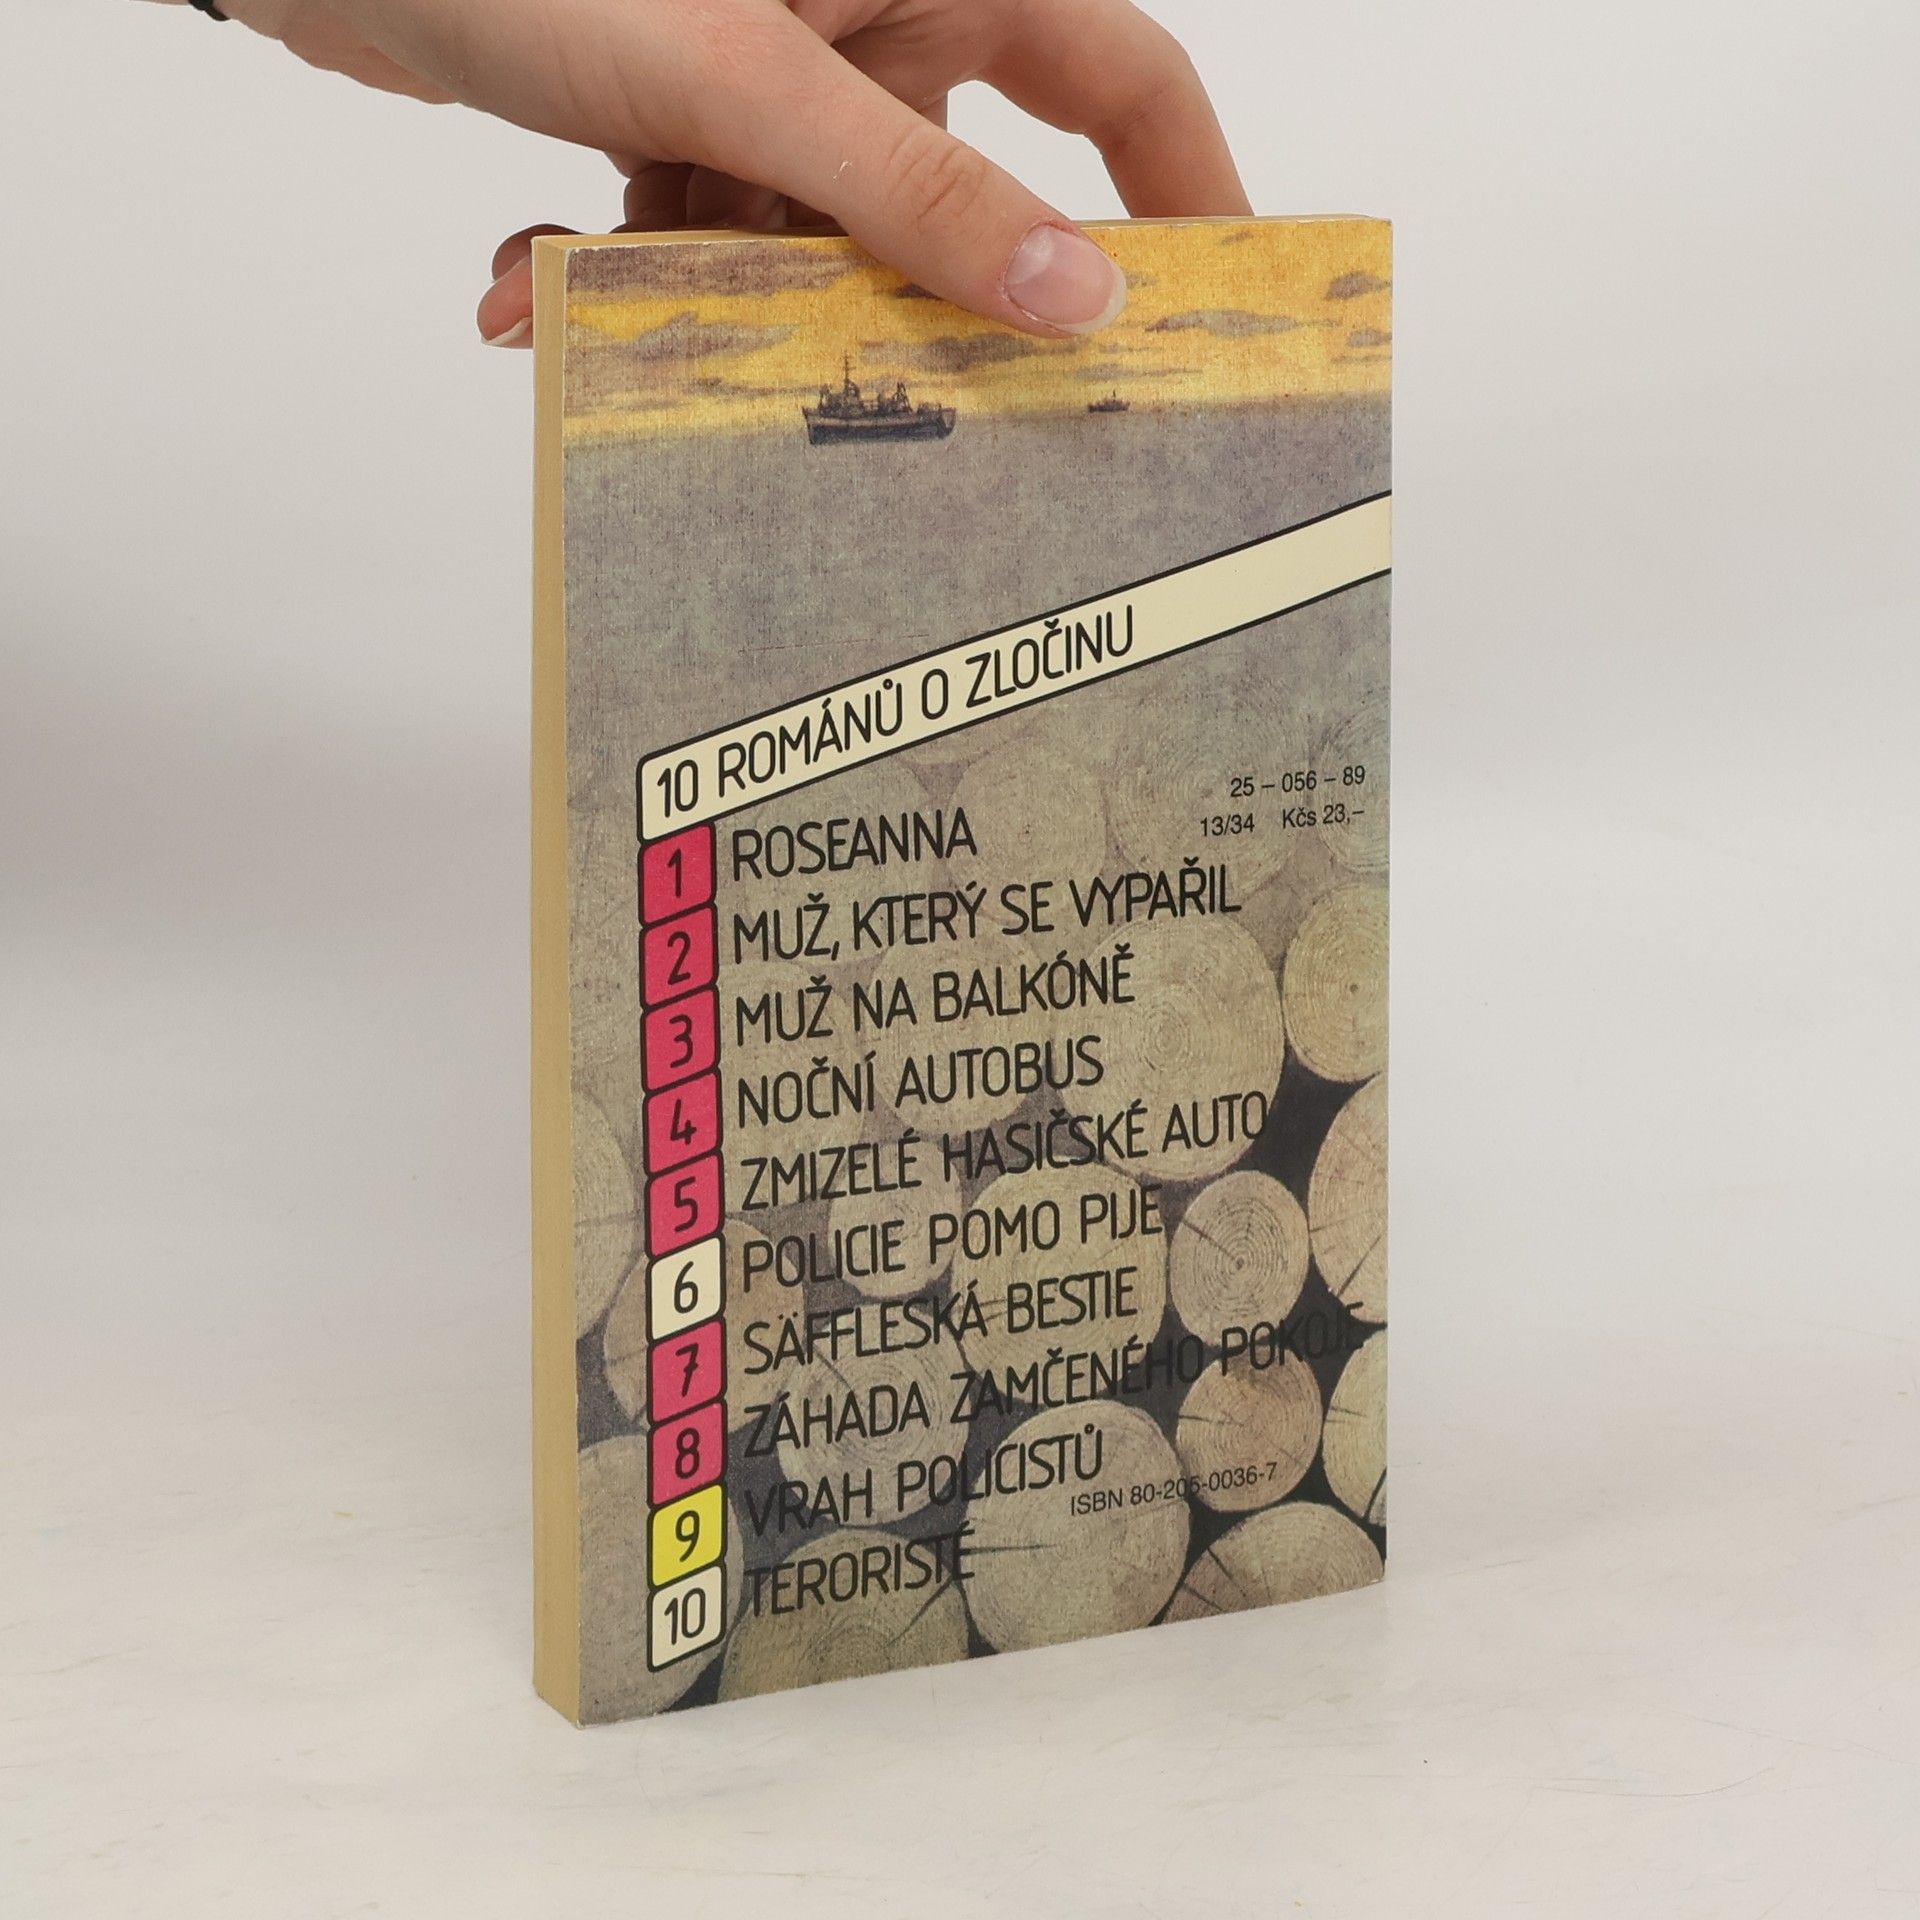 10 ROMÁNŮ O ZLOČINU
25 – 056 – 89
13/34 Kčs 23,–
1 ROSEANNA
2 MUŽ, KTERÝ SE VYPAŘIL
3 MUŽ NA BALKÓNĚ
4 NOČNÍ AUTOBUS
5 ZMIZELÉ HASIČSKÉ AUTO
6 POLICIE POMO PIJE
7 SÄFFLESKÁ BESTIE
8 ZÁHADA ZAMČENÉHO POKOJE
9 VRAH POLICISTŮ
ISBN 80-205-0036-7
10 TERORISTÉ